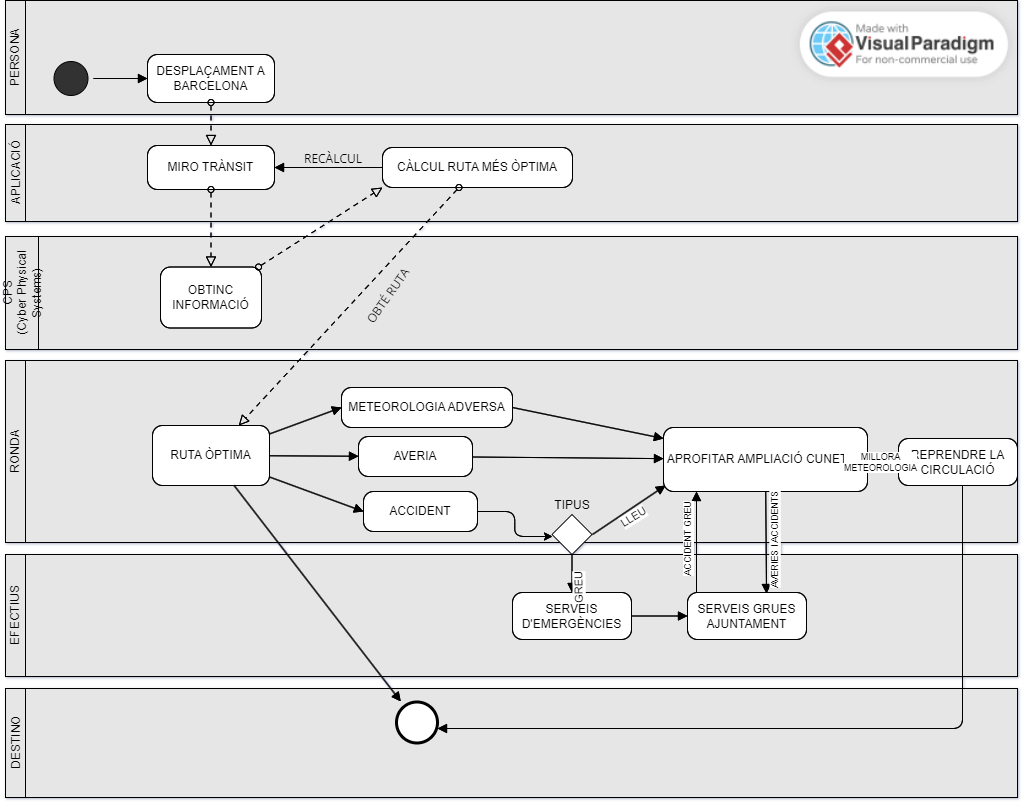 PERSONA
DESPLAÇAMENT A
BARCELONA
Made with
VisualParadigm
For non-commercial use
APLICACIÓ
MIRO TRÀNSIT
RECÀLCUL
CÀLCUL RUTA MÉS ÒPTIMA
CPS
(Cyber Physical
Systems)
OBTINC
INFORMACIÓ
OBTÉ RUTA
RONDA
RUTA ÒPTIMA
METEOROLOGIA ADVERSA
AVERIA
ACCIDENT
TIPUS
LLEU
GREU
APROFITAR AMPLIACIÓ CUNET
MILLORA
METEOROLOGIA
REPRENDRE LA
CIRCULACIÓ
ACCIDENT GREU
AVERIES I ACCIDENTS
EFECTIUS
SERVEIS
D'EMERGÈNCIES
SERVEIS GRUES
AJUNTAMENT
DESTINO